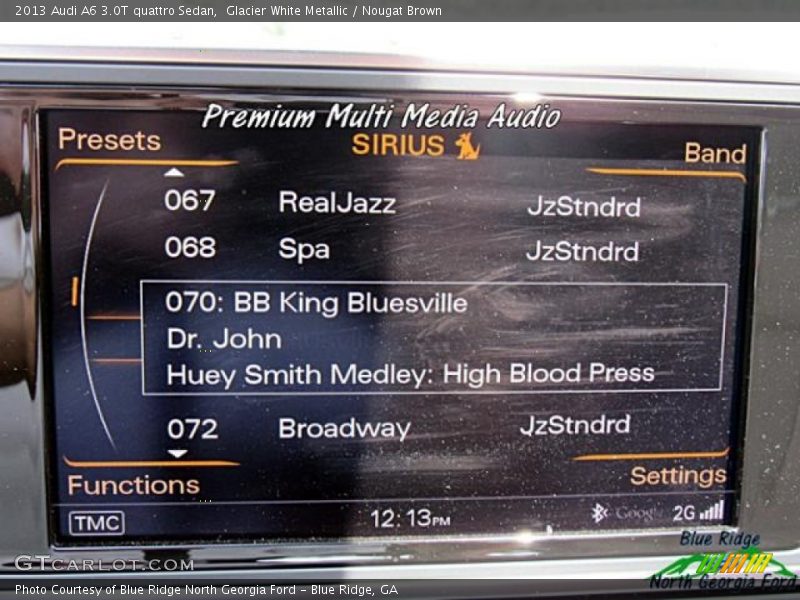 2013 Audi A6 3.0T quattro Sedan,  Glacier White Metallic / Nougat Brown
Premium Multi Media Audio
Presets SIRIUS Band
067 RealJazz JzStndrd
068 Spa JzStndrd
070: BB King Bluesville
Dr. John
Huey Smith Medley: High Blood Press
072 Broadway JzStndrd
Functions Settings
TMC 12:13PM Google 2G
Blue Ridge
North Georgia Ford
GTcarlot.com
Photo Courtesy of Blue Ridge North Georgia Ford – Blue Ridge, GA